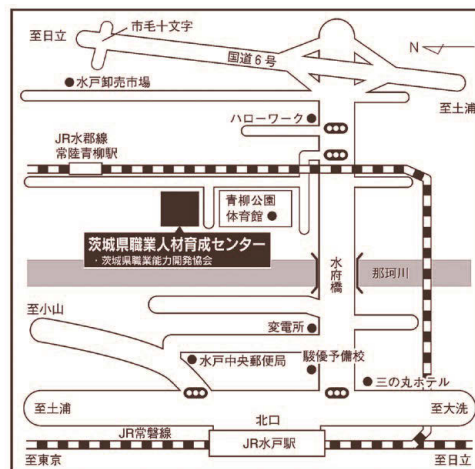 市毛十文字
至日立
国道6号
N
水戸卸売市場
至土浦
ハローワーク
JR水郡線
常陸青柳駅
青柳公園
体育館
茨城県職業人材育成センター
・茨城県職業能力開発協会
水府橋
那珂川
至小山
変電所
水戸中央郵便局
駿優予備校
三の丸ホテル
至土浦
北口
至大洗
JR常磐線
JR水戸駅
至東京
至日立